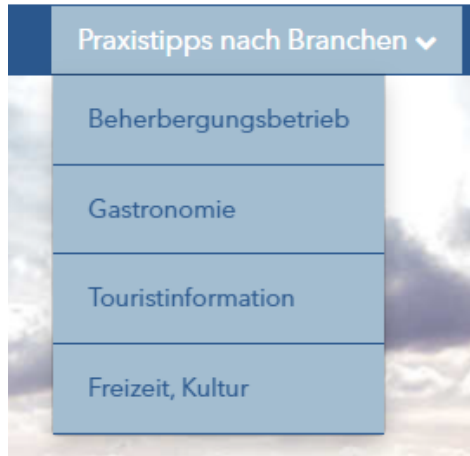 Praxistipps nach Branchen
Beherbergungsbetrieb
Gastronomie
Touristinformation
Freizeit, Kultur